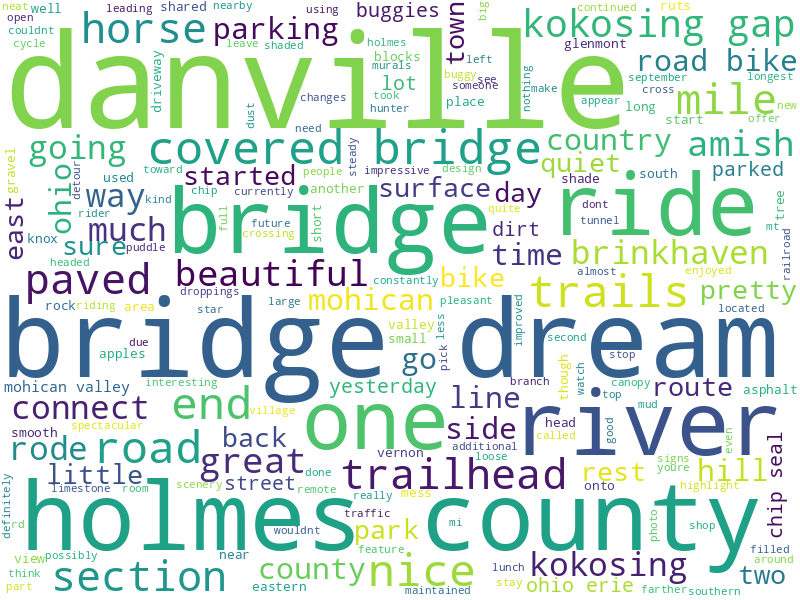 neat
well
leading
shared
nearby
buggies
town
big
kokosing gap
continued
ruts
open
using
couldnt
horse
parking
cycle
leave
shaded
holmes
buggy
see
glenmont
road bike
longest
danville
driveway
blocks
murals
left
someone
nothing
make
september
cross
mile
new
lot
changes
hunter
took
place
appear
long
start
offer
dust
need
steady
gravel
going
covered bridge
country
amish
detour
used
toward
started
people
impressive
design
quiet
south
parked
east
ohio
way
kind
chip
currently
another
surface
day
shade
tree
rider
full
short
quite
dont
tunnel
mt
knox
much
future
crossing
bridge
dirt
ride
railroad
sure
puddle
time
brinkhaven
headed
constantly
almost
enjoyed
paved
droppings
beautiful
bike
trails
pretty
rock
riding
area
large
mohican
pleasant
star
valley
less
improved
located
bridge dream
small
second
due
apples
pick
go
though
stop
watch
canopy
asphalt
mohican valley
interesting
yesterday
branch
top
route
smooth
connect
end
village
one
line
river
mud
spectacular
side
head
called
good
even
rode
road
back
additional
signs
youre
great
vernon
loose
onto
limestone
room
little
street
done
trailhead
rest
hill
highlight
chip seal
definitely
scenery
remote
really
mess
holmes county
rd
traffic
mi
photo
shop
wouldnt
park
filled
view
possibly
near
feature
around
think
section
county
nice
lunch
kokosing
two
part
eastern
maintained
stay
ohio erie
farther
southern